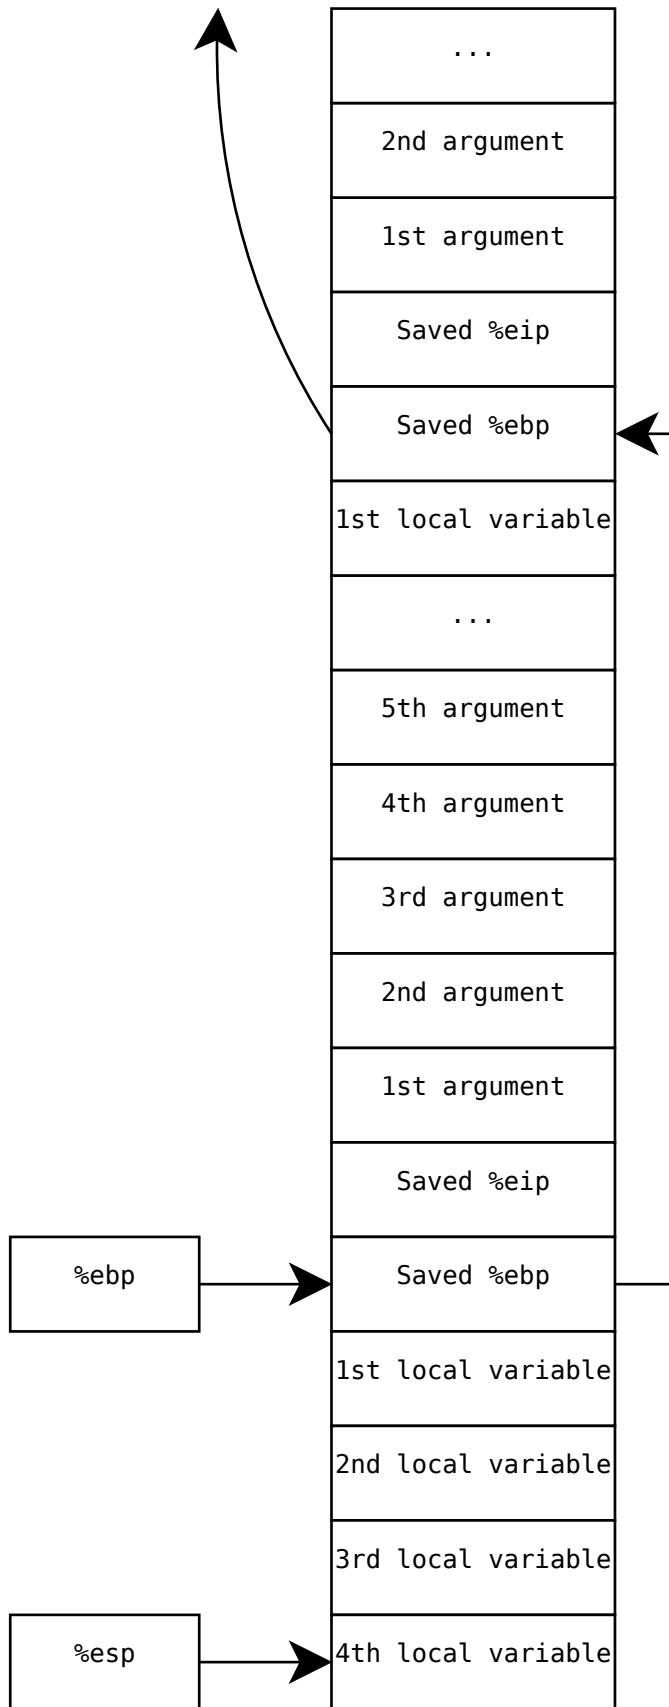 ...
2nd argument
1st argument
Saved %eip
Saved %ebp
1st local variable
...
5th argument
4th argument
3rd argument
2nd argument
1st argument
Saved %eip
%ebp
Saved %ebp
1st local variable
2nd local variable
3rd local variable
%esp
4th local variable